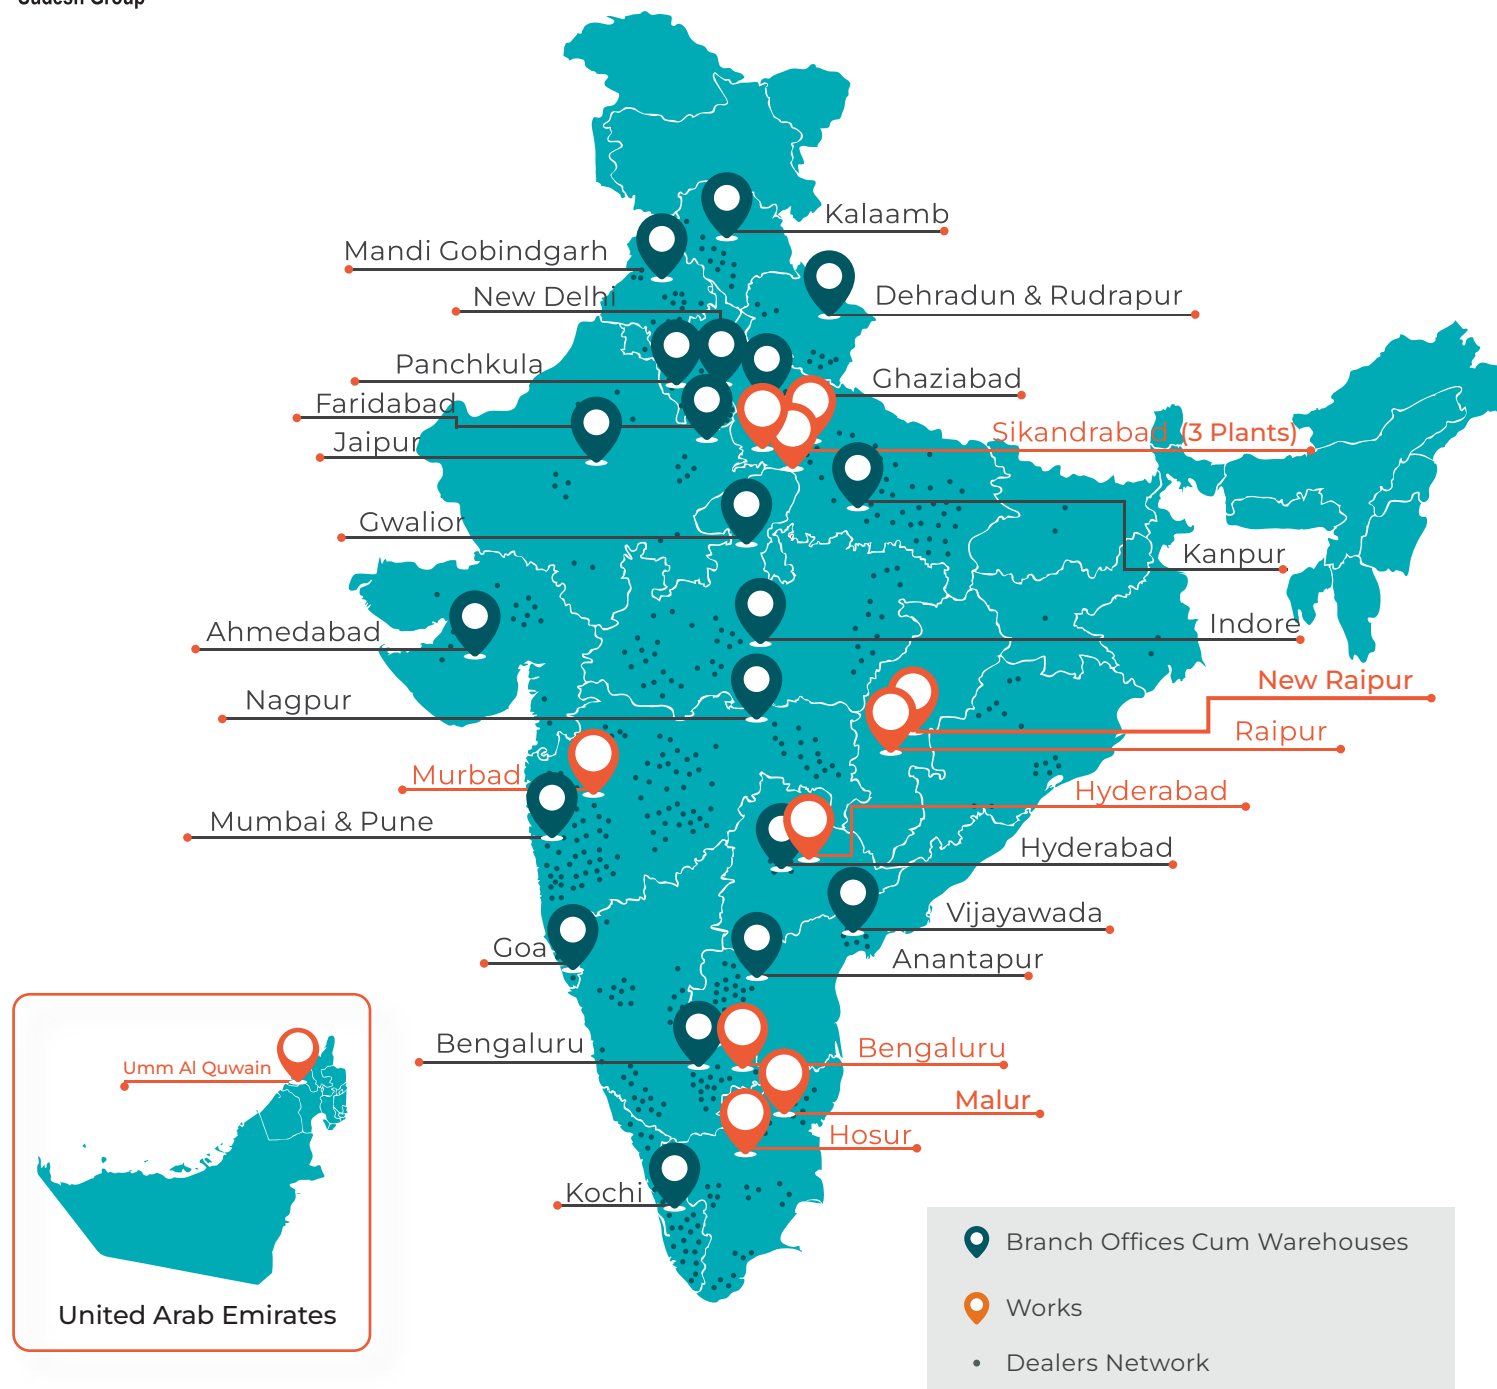 Sudesh Group
Kalaamb
Mandi Gobindgarh
New Delhi
Dehradun & Rudrapur
Panchkula
Ghaziabad
Faridabad
Jaipur
Sikandrabad (3 Plants)
Gwalior
Kanpur
Ahmedabad
Indore
Nagpur
New Raipur
Raipur
Murbad
Hyderabad
Mumbai & Pune
Hyderabad
Vijayawada
Goa
Anantapur
Bengaluru
Bengaluru
Umm Al Quwain
Malur
Hosur
Kochi
United Arab Emirates
Branch Offices Cum Warehouses
Works
Dealers Network